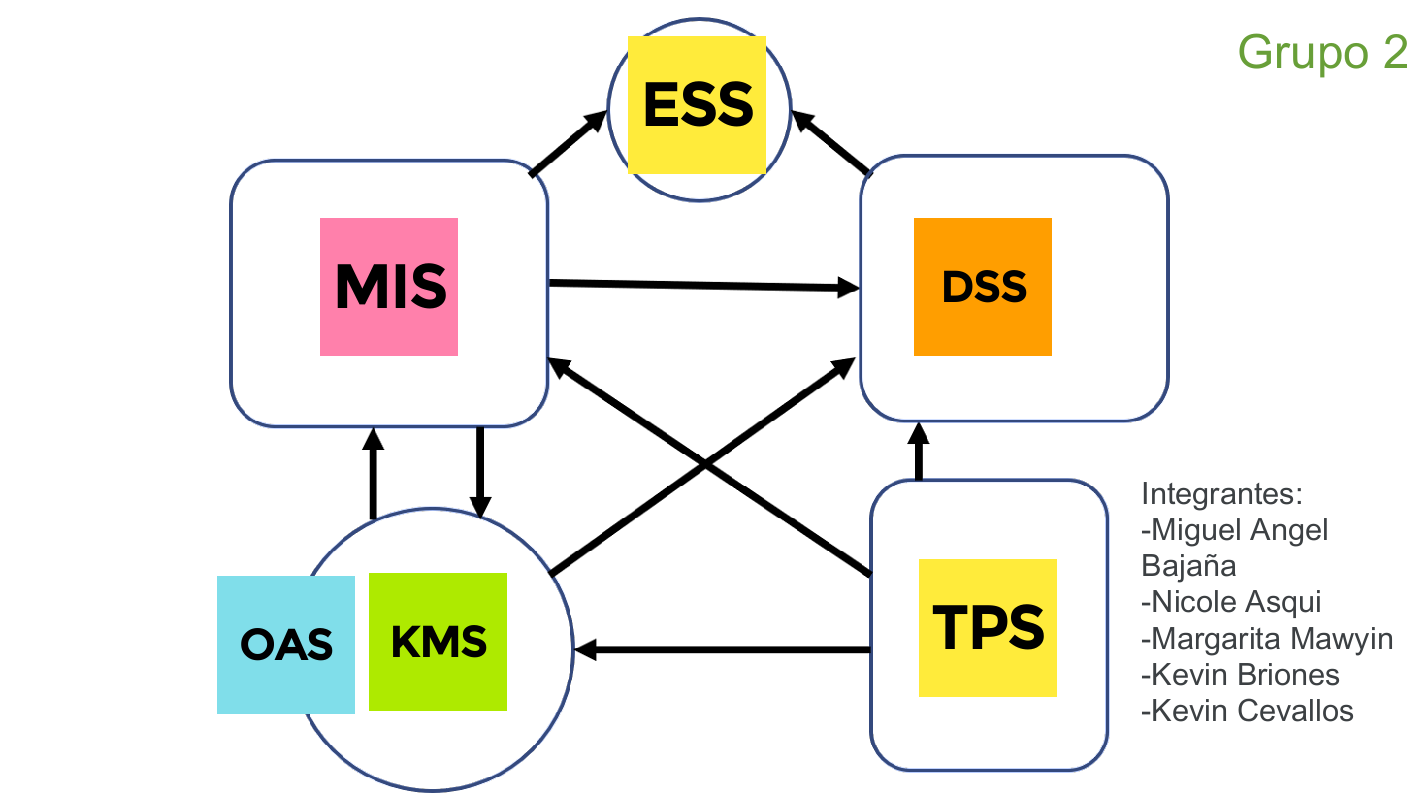 Grupo 2
ESS
MIS
DSS
OAS
KMS
TPS
Integrantes:
-Miguel Angel
Bajaña
-Nicole Asqui
-Margarita Mawyin
-Kevin Briones
-Kevin Cevallos